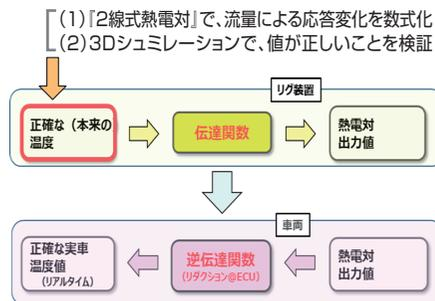 (1)『2線式熱電対』で、流量による応答変化を数式化
(2)3Dシュミレーションで、値が正しいことを検証
リグ装置
正確な（本来の
温度
伝達関数
熱電対
出力値
車両
正確な実車
温度値
(リアルタイム)
逆伝達関数
(リダクション@ECU)
熱電対
出力値